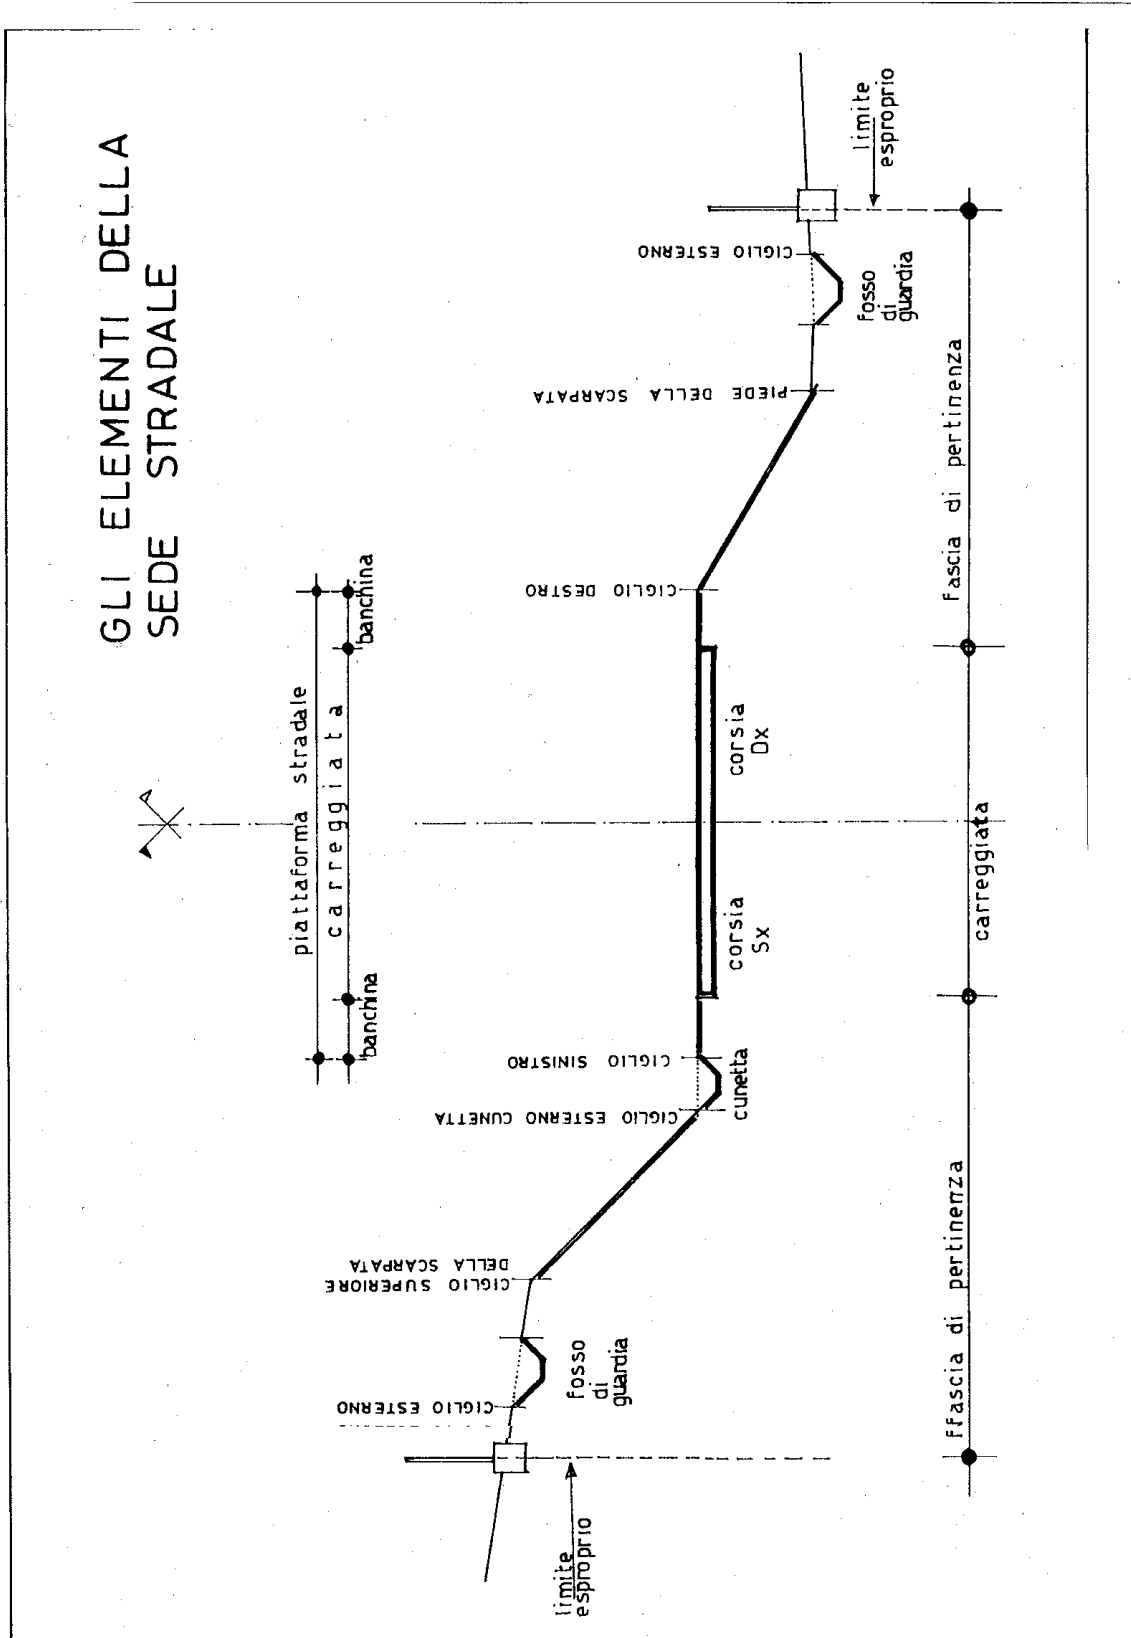 GLI ELEMENTI DELLA
SEDE STRADALE
piattaforma stradale
carreggiata
banchina
banchina
limite
esproprio
CIGLIO ESTERNO
fosso
di
guardia
CIGLIO SUPERIORE
DELLA SCARPATA
CIGLIO ESTERNO CUNETTA
cunetta
CIGLIO SINISTRO
corsia
Sx
corsia
Dx
CIGLIO DESTRO
PIEDE DELLA SCARPATA
CIGLIO ESTERNO
fosso
di
guardia
limite
esproprio
ffascia di pertinenza
carreggiata
fascia di pertinenza